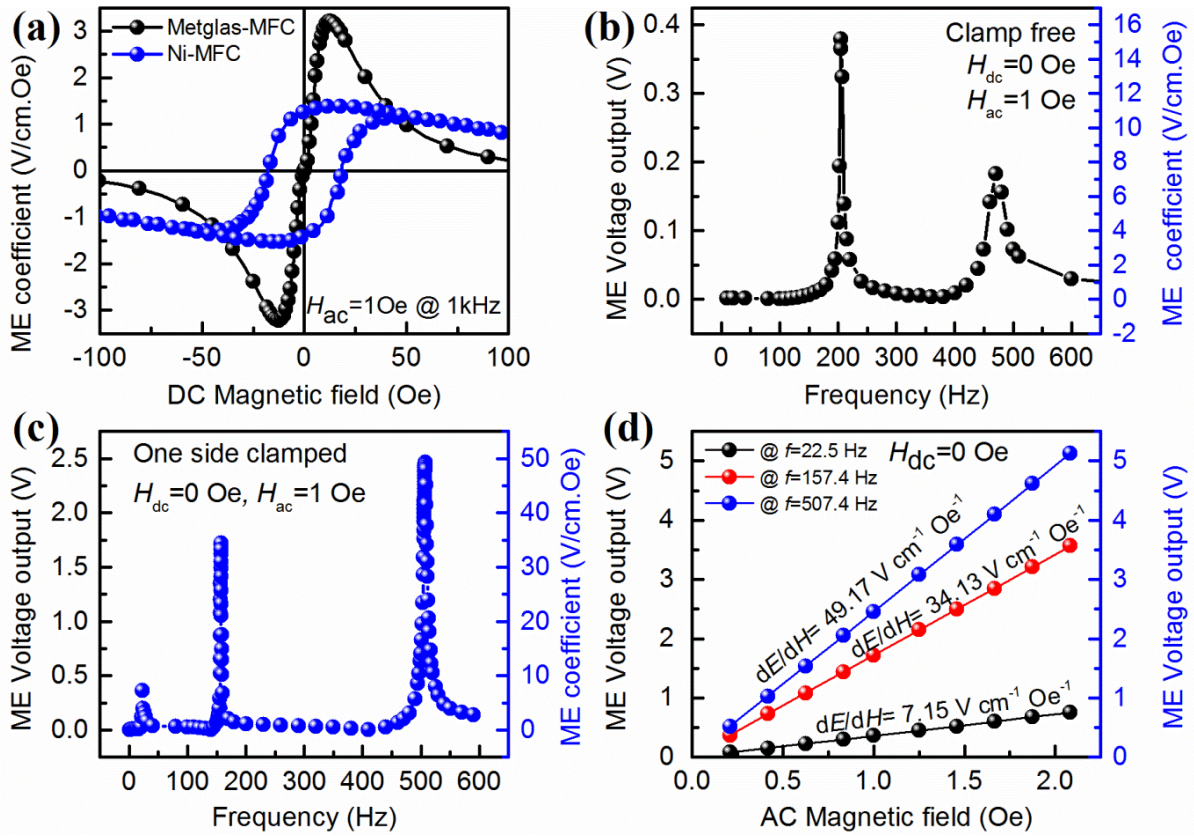 (a)
Metglas-MFC
Ni-MFC
ME coefficient (V/cm.Oe)
3
2
1
0
-1
-2
-3
H_ac=1Oe @ 1kHz
-100 -50 0 50 100
DC Magnetic field (Oe)
(b)
Clamp free
H_dc=0 Oe
H_ac=1 Oe
ME Voltage output (V)
0.4
0.3
0.2
0.1
0.0
16
14
12
10
8
6
4
2
0
-2
ME coefficient (V/cm.Oe)
0 100 200 300 400 500 600
Frequency (Hz)
(c)
One side clamped
H_dc=0 Oe, H_ac=1 Oe
ME Voltage output (V)
2.5
2.0
1.5
1.0
0.5
0.0
50
40
30
20
10
0
ME coefficient (V/cm.Oe)
0 100 200 300 400 500 600
Frequency (Hz)
(d)
@ f=22.5 Hz
@ f=157.4 Hz
@ f=507.4 Hz
H_dc=0 Oe
dE/dH= 49.17 V cm⁻¹ Oe⁻¹
dE/dH= 34.13 V cm⁻¹ Oe⁻¹
dE/dH= 7.15 V cm⁻¹ Oe⁻¹
ME Voltage output (V)
5
4
3
2
1
0
5
4
3
2
1
0
ME Voltage output (V)
0.0 0.5 1.0 1.5 2.0
AC Magnetic field (Oe)